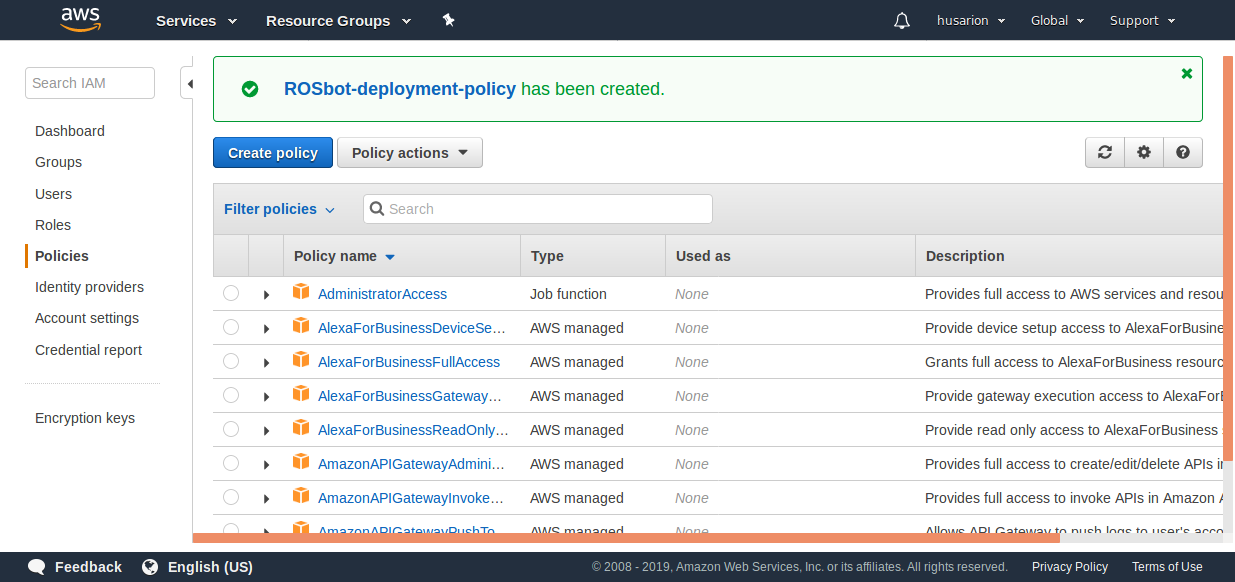 aws Services Resource Groups husarion Global Support
Search IAM
Dashboard
Groups
Users
Roles
Policies
Identity providers
Account settings
Credential report
Encryption keys
ROSbot-deployment-policy has been created.
Create policy Policy actions
Filter policies Search
Policy name Type Used as Description
AdministratorAccess Job function None Provides full access to AWS services and resou
AlexaForBusinessDeviceSe... AWS managed None Provide device setup access to AlexaForBusine
AlexaForBusinessFullAccess AWS managed None Grants full access to AlexaForBusiness resourc
AlexaForBusinessGateway... AWS managed None Provide gateway execution access to AlexaForB
AlexaForBusinessReadOnly... AWS managed None Provide read only access to AlexaForBusiness
AmazonAPIGatewayAdmini... AWS managed None Provides full access to create/edit/delete APIs i
AmazonAPIGatewayInvoke... AWS managed None Provides full access to invoke APIs in Amazon A
AmazonAPIGatewayPushTo AWS managed None Allows API Gateway to push logs to user's acco
Feedback English (US) © 2008 - 2019, Amazon Web Services, Inc. or its affiliates. All rights reserved. Privacy Policy Terms of Use